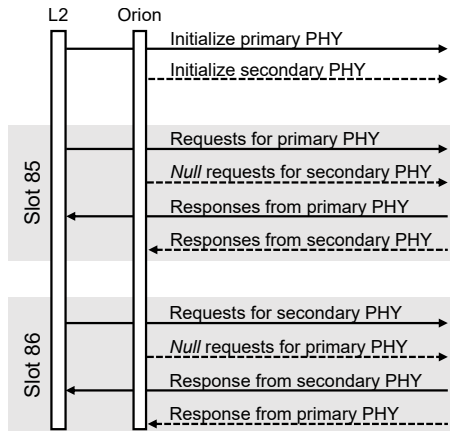 L2 Orion
Initialize primary PHY
Initialize secondary PHY
Slot 85
Requests for primary PHY
Null requests for secondary PHY
Responses from primary PHY
Responses from secondary PHY
Slot 86
Requests for secondary PHY
Null requests for primary PHY
Response from secondary PHY
Response from primary PHY